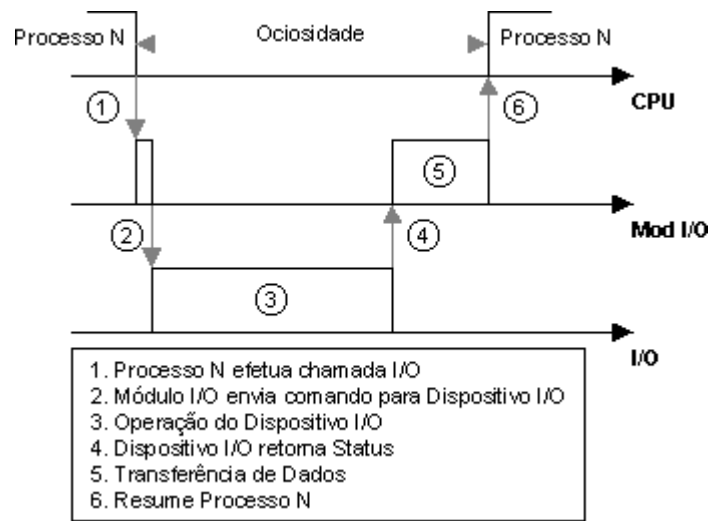 Processo N
Ociosidade
Processo N
CPU
1
6
5
Mod I/O
2
4
3
I/O
1. Processo N efetua chamada I/O
2. Módulo I/O envia comando para Dispositivo I/O
3. Operação do Dispositivo I/O
4. Dispositivo I/O retorna Status
5. Transferência de Dados
6. Resume Processo N